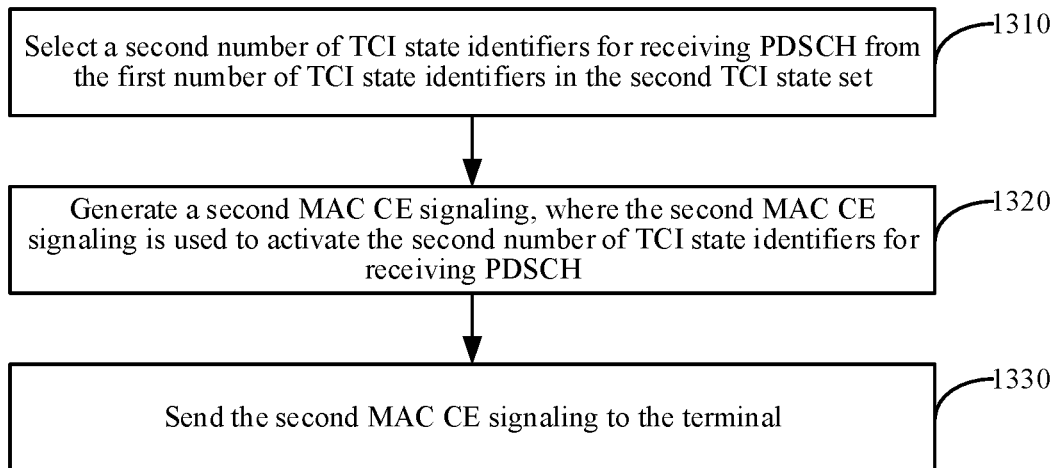 1310
Select a second number of TCI state identifiers for receiving PDSCH from
the first number of TCI state identifiers in the second TCI state set
1320
Generate a second MAC CE signaling, where the second MAC CE
signaling is used to activate the second number of TCI state identifiers for
receiving PDSCH
1330
Send the second MAC CE signaling to the terminal